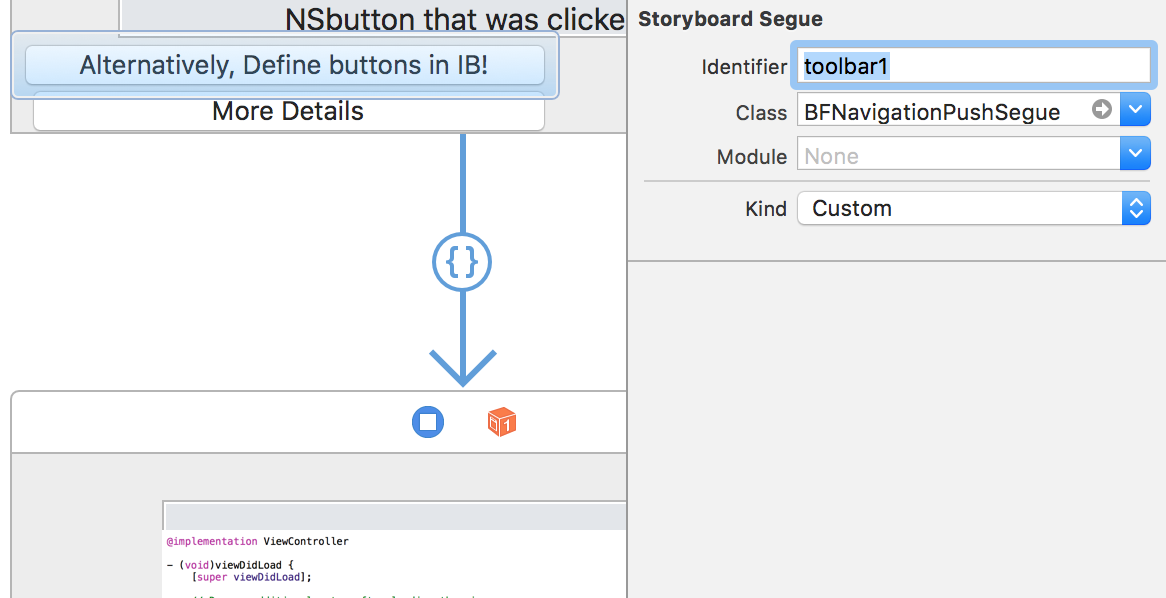 NSbutton that was clicke
Alternatively, Define buttons in IB!
More Details
{}
@implementation ViewController
- (void)viewDidLoad {
[super viewDidLoad];
Storyboard Segue
Identifier toolbar1
Class BFNavigationPushSegue
Module None
Kind Custom